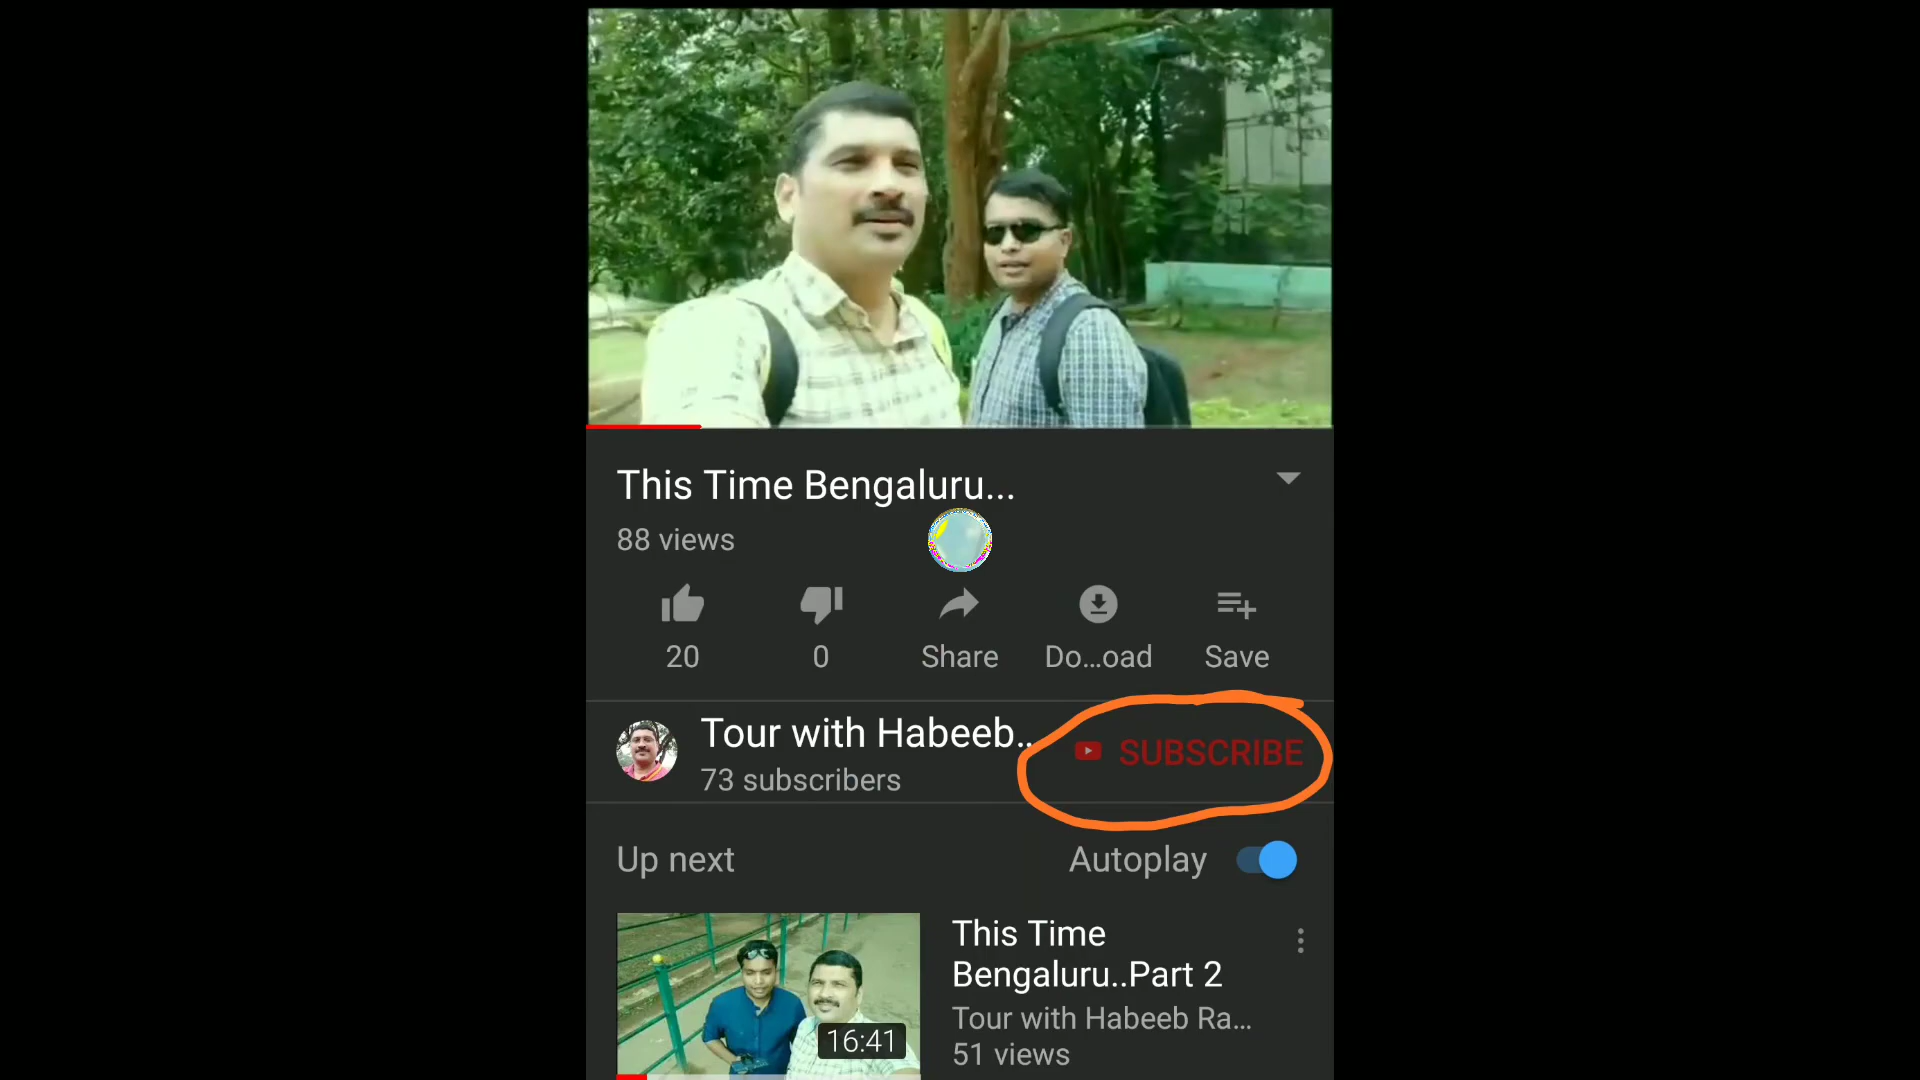 This Time Bengaluru...
88 views
20
0
Share
Do...oad
Save
Tour with Habeeb..
SUBSCRIBE
73 subscribers
Up next
Autoplay
This Time
Bengaluru..Part 2
16:41
Tour with Habeeb Ra...
51 views